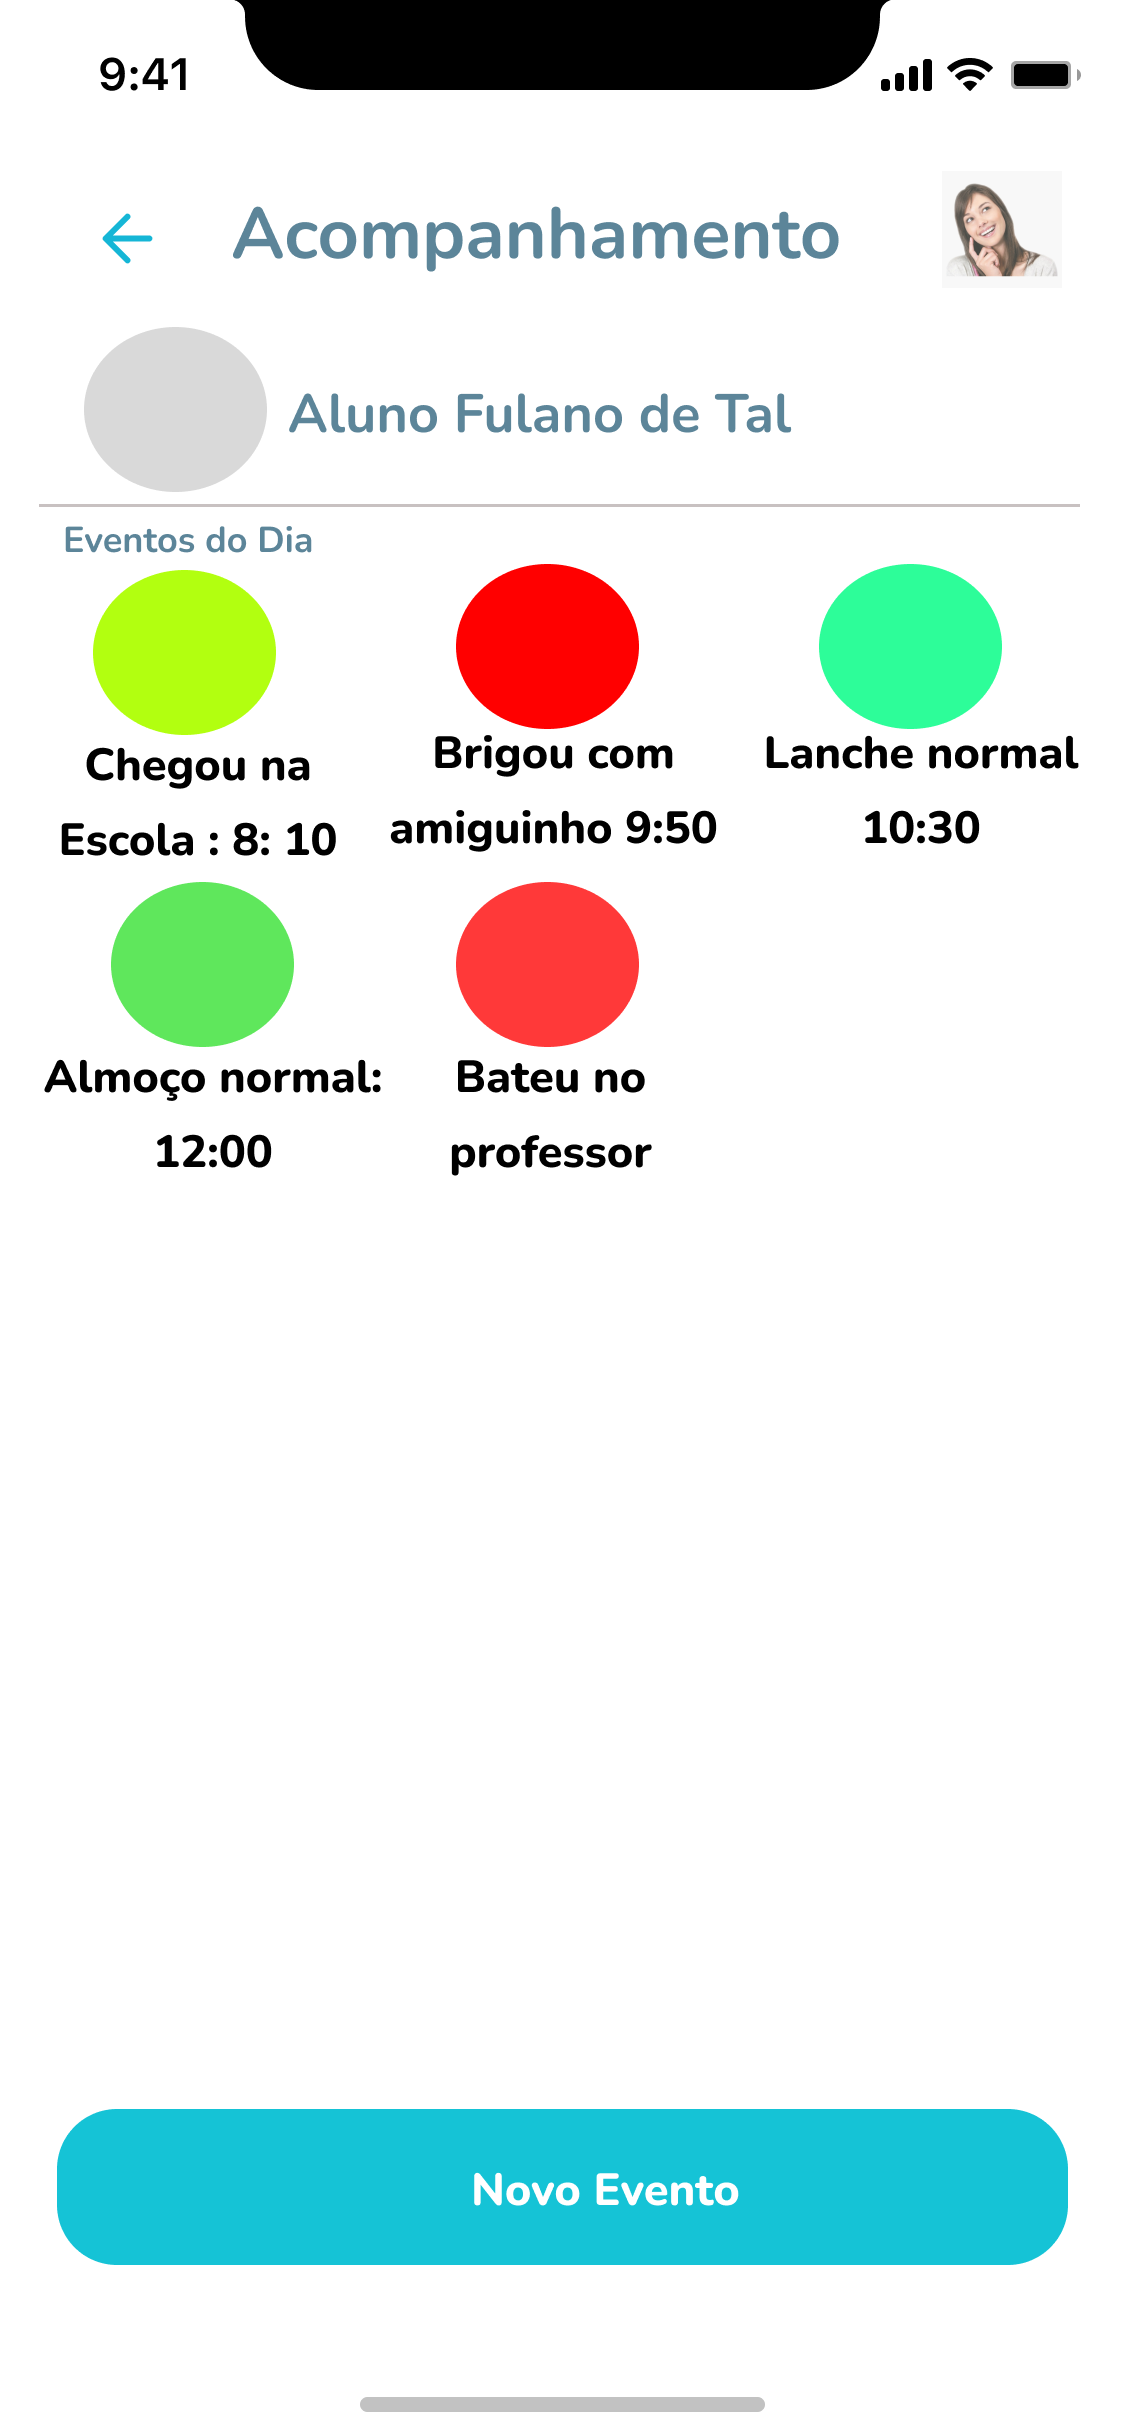 9:41
Acompanhamento
Aluno Fulano de Tal
Eventos do Dia
Chegou na
Escola : 8: 10
Brigou com
amiguinho 9:50
Lanche normal
10:30
Almoço normal:
12:00
Bateu no
professor
Novo Evento